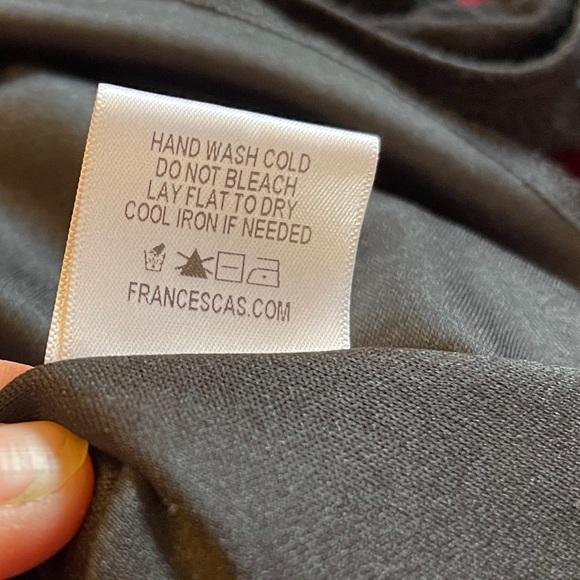 HAND WASH COLD
DO NOT BLEACH
LAY FLAT TO DRY
COOL IRON IF NEEDED
FRANCESCAS.COM